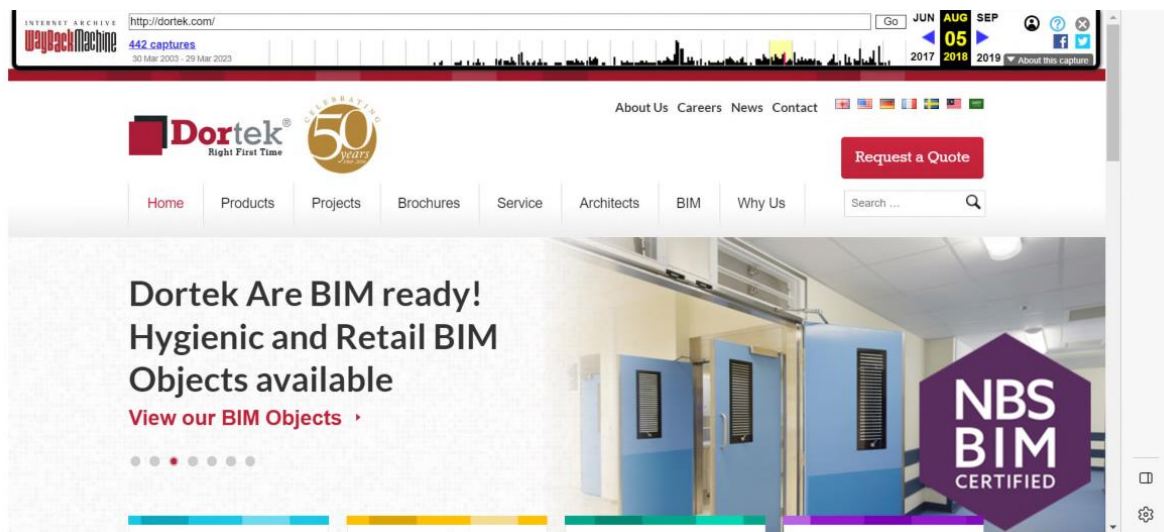 INTERNET ARCHIVE
WayBackMachine
http://dortek.com/
Go
JUN AUG SEP
05
2017 2018 2019
442 captures
30 Mar 2003 - 29 Mar 2023
About this capture
Dortek®
Right First Time
CELEBRATING
50
years
About Us Careers News Contact
Request a Quote
Home Products Projects Brochures Service Architects BIM Why Us
Search ...
Dortek Are BIM ready!
Hygienic and Retail BIM
Objects available
View our BIM Objects
NBS
BIM
CERTIFIED